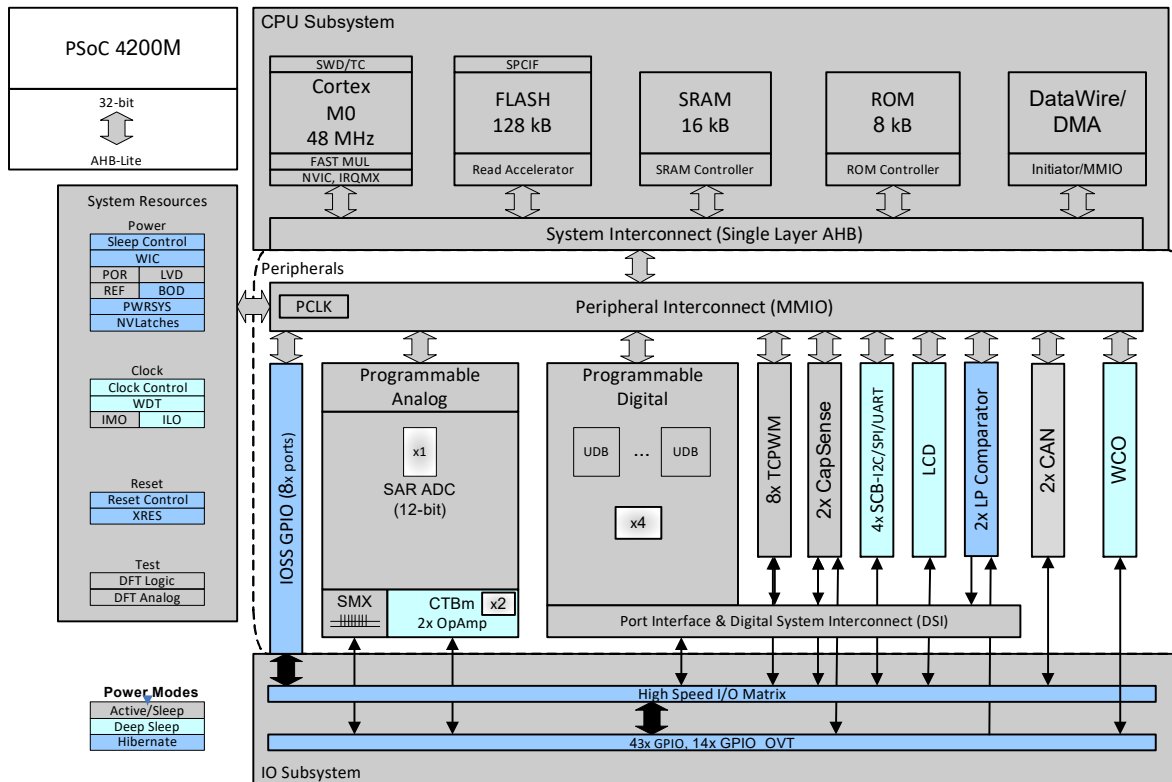 PSoC 4200M
32-bit
AHB-Lite
CPU Subsystem
SWD/TC
Cortex
M0
48 MHz
FAST MUL
NVIC, IRQMX
SPCIF
FLASH
128 kB
Read Accelerator
SRAM
16 kB
SRAM Controller
ROM
8 kB
ROM Controller
DataWire/
DMA
Initiator/MMIO
System Interconnect (Single Layer AHB)
System Resources
Power
Sleep Control
WIC
POR LVD
REF BOD
PWRSYS
NVLatches
Clock
Clock Control
WDT
IMO ILO
Reset
Reset Control
XRES
Test
DFT Logic
DFT Analog
Peripherals
PCLK
Peripheral Interconnect (MMIO)
IOSS GPIO (8x ports)
Programmable
Analog
x1
SAR ADC
(12-bit)
SMX
CTBm
x2
2x OpAmp
Programmable
Digital
UDB ... UDB
x4
8x TCPWM
2x CapSense
4x SCB-I2C/SPI/UART
LCD
2x LP Comparator
2x CAN
WCO
Port Interface & Digital System Interconnect (DSI)
Power Modes
Active/Sleep
Deep Sleep
Hibernate
High Speed I/O Matrix
43x GPIO, 14x GPIO_OVT
IO Subsystem